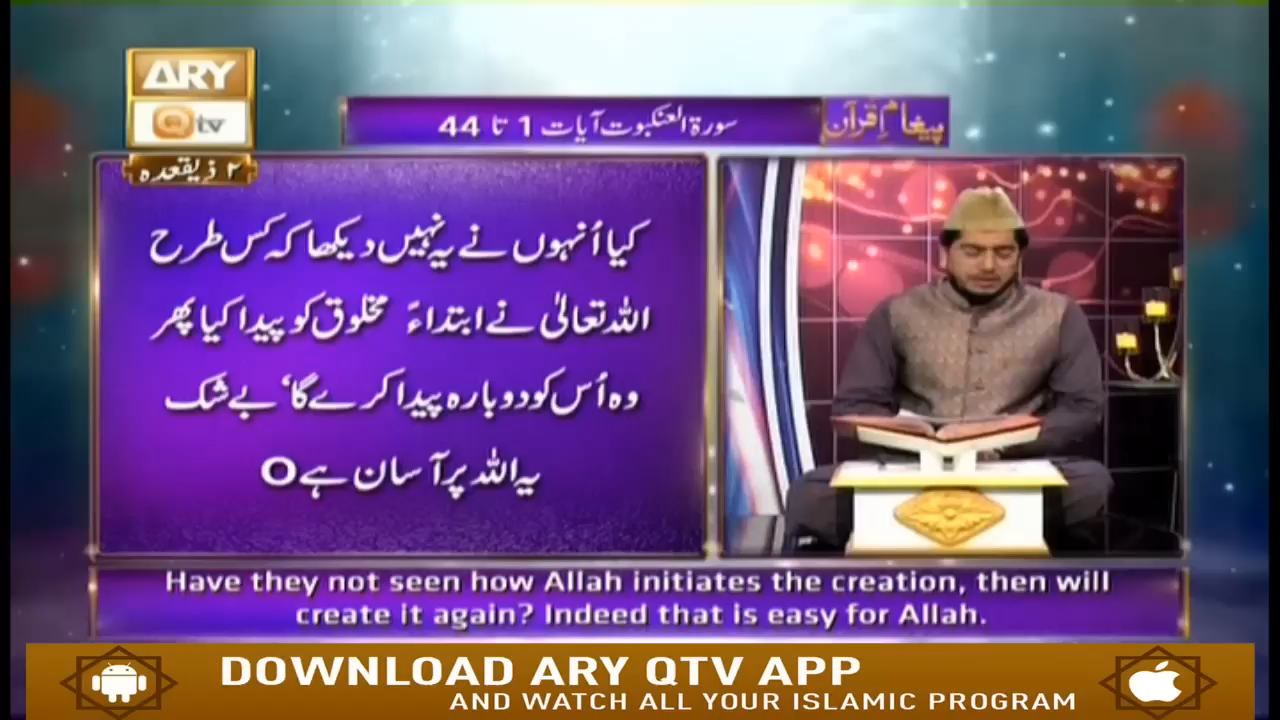 ARY
Qtv
سورۃ العنکبوت آیات 1 تا 44
پیغامِ قرآن
۲ ذیقعدہ
کیا اُنہوں نے یہ نہیں دیکھا کہ کس طرح
اللہ تعالیٰ نے ابتداءً مخلوق کو پیدا کیا پھر
وہ اُس کو دوبارہ پیدا کرے گا‘ بے شک
یہ اللہ پر آسان ہے O
Have they not seen how Allah initiates the creation, then will
create it again? Indeed that is easy for Allah.
DOWNLOAD ARY QTV APP
AND WATCH ALL YOUR ISLAMIC PROGRAM